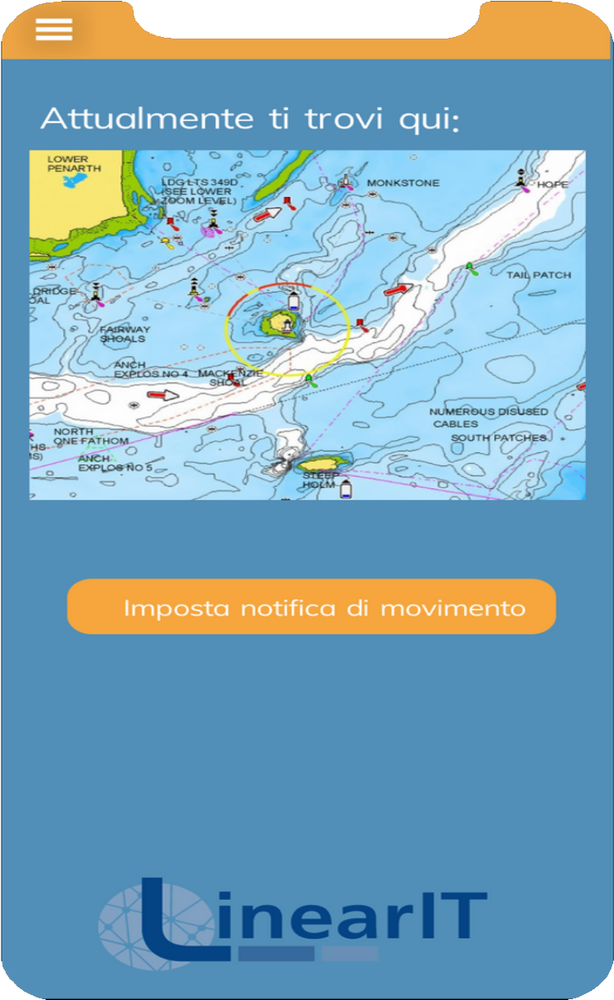 Attualmente ti trovi qui:
LOWER
PENARTH
LDG LTS 349D
(SEE LOWER
ZOOM LEVEL)
MONKSTONE
HOPE
TAIL PATCH
LDRIDGE
OAL
FAIRWAY
SHOALS
ANCH
EXPLOS NO 4
MACKENZIE
SHOAL
NUMEROUS DISUSED
CABLES
SOUTH PATCHES
NORTH
ONE FATHOM
HS
MS)
ANCH
EXPLOS NO 5
STEEP
HOLM
Imposta notifica di movimento
LinearIT